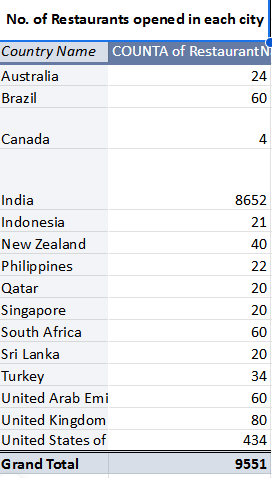 No. of Restaurants opened in each city
Country Name COUNTA of RestaurantN
Australia 24
Brazil 60
Canada 4
India 8652
Indonesia 21
New Zealand 40
Philippines 22
Qatar 20
Singapore 20
South Africa 60
Sri Lanka 20
Turkey 34
United Arab Emi 60
United Kingdom 80
United States of 434
Grand Total 9551